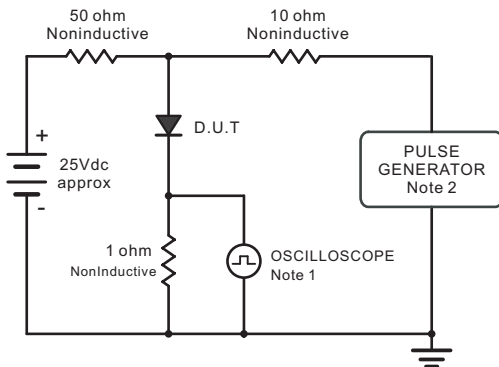 50 ohm
Noninductive
10 ohm
Noninductive
D.U.T
+
25Vdc
approx
-
PULSE
GENERATOR
Note 2
1 ohm
NonInductive
OSCILLOSCOPE
Note 1